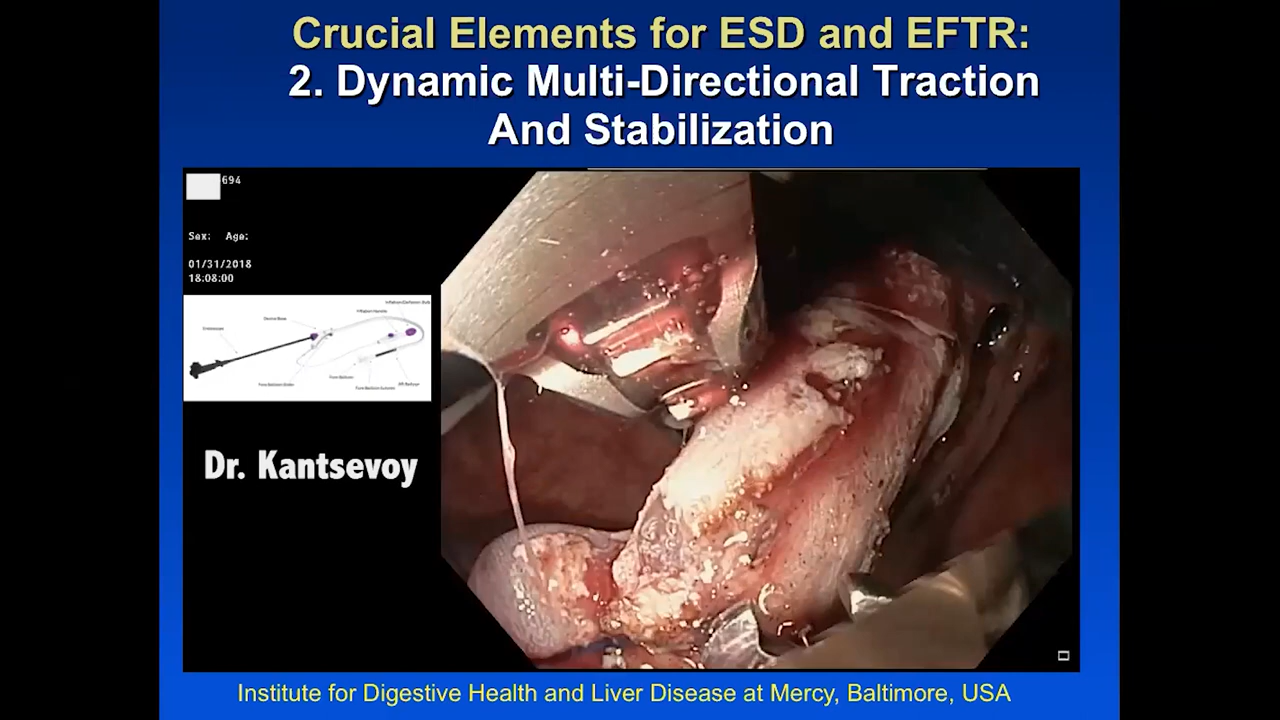 Crucial Elements for ESD and EFTR:
2. Dynamic Multi-Directional Traction
And Stabilization
694
Sex: Age:
01/31/2018
18:08:00
Dr. Kantsevoy
Institute for Digestive Health and Liver Disease at Mercy, Baltimore, USA